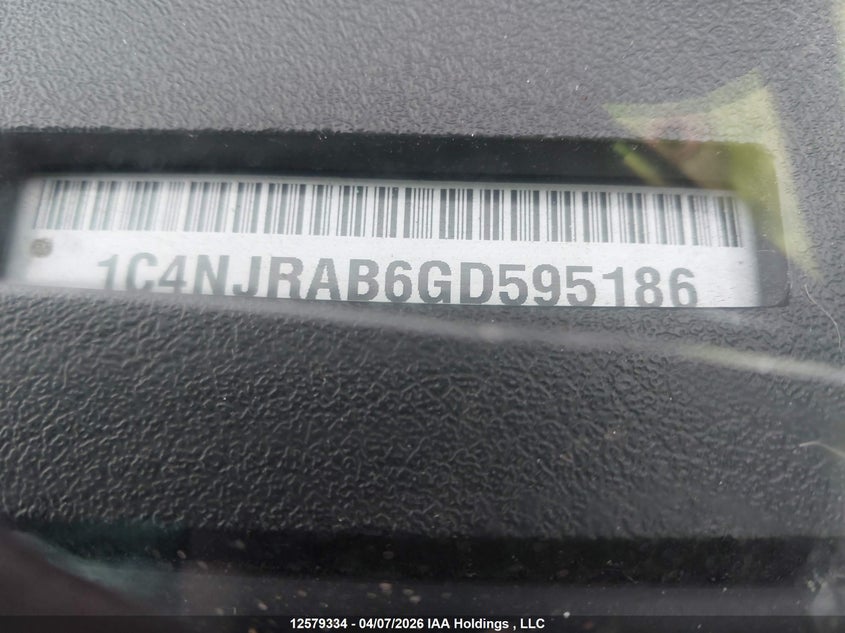 1C4NJRAB6GD595186
12579334 - 04/07/2026 IAA Holdings , LLC